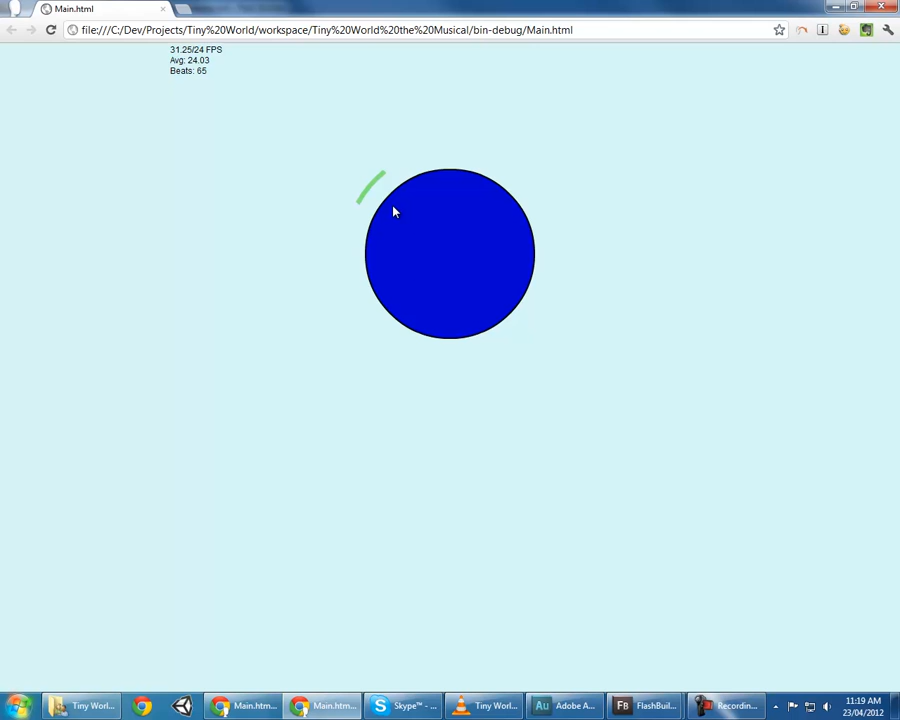 Main.html
file:///C:/Dev/Projects/Tiny%20World/workspace/Tiny%20World%20the%20Musical/bin-debug/Main.html
31.25/24 FPS
Avg: 24.03
Beats: 65
Tiny Worl...
Main.htm...
Main.htm...
Skype™ - ...
Tiny Worl...
Au
Adobe A...
FB
FlashBuil...
Recordin...
11:19 AM
23/04/2012